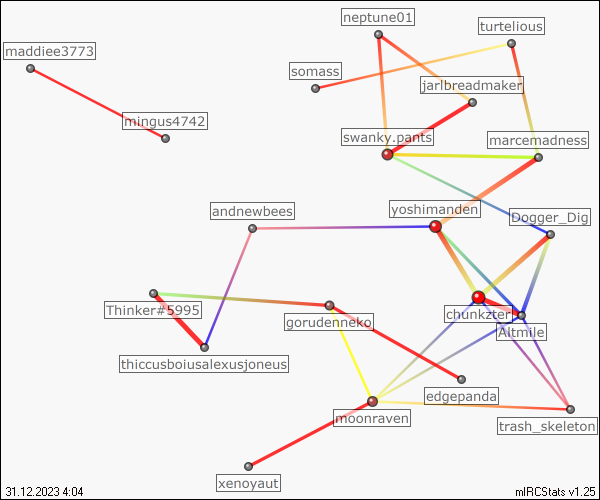 neptune01
turtelious
maddiee3773
somass
jarlbreadmaker
mingus4742
swanky.pants
marcemadness
andnewbees
yoshimanden
Dogger_Dig
Thinker#5995
gorudenneko
chunkzter
Altmile
thiccusboiusalexusjoneus
edgepanda
moonraven
trash_skeleton
xenoyaut
31.12.2023 4:04
mIRCStats v1.25